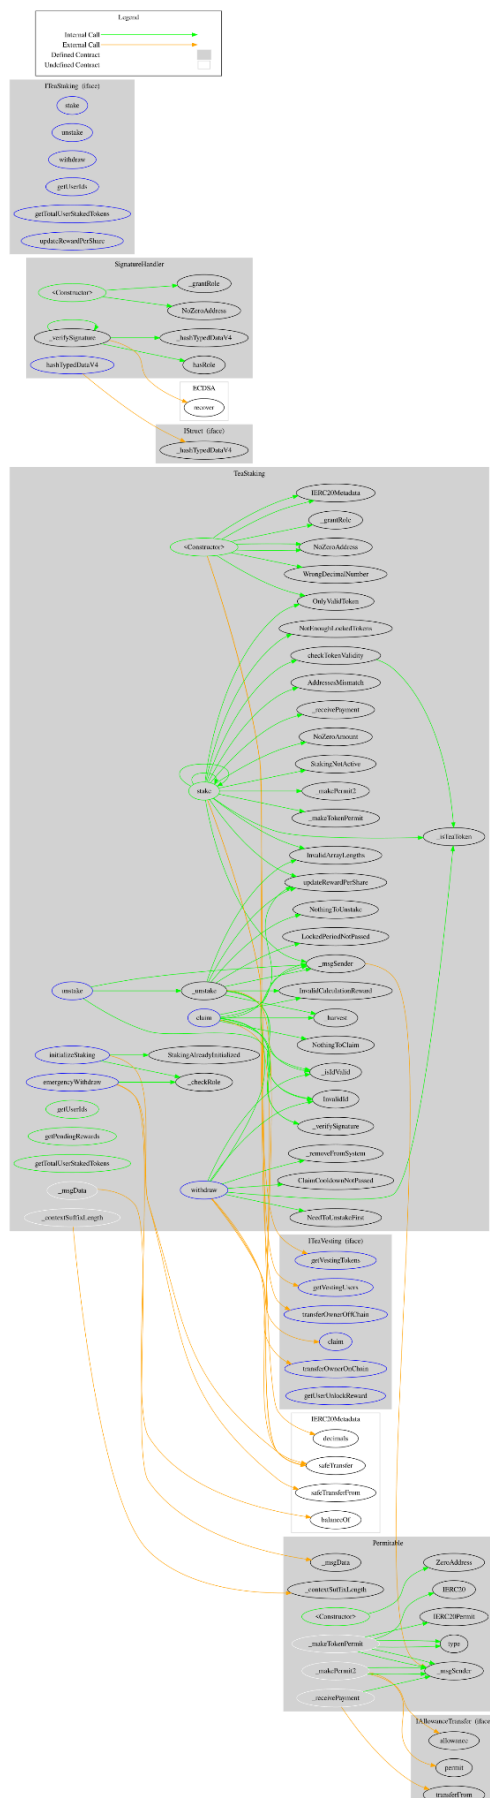 Legend
Internal Call
External Call
Defined Contract
Undefined Contract
ITeaStaking (iface)
stake
unstake
withdraw
getUserIds
getTotalUserStakedTokens
updateRewardPerShare
SignatureHandler
<Constructor>
_grantRole
NoZeroAddress
_verifySignature
_hashTypedDataV4
hashTypedDataV4
hasRole
ECDSA
recover
IStruct (iface)
_hashTypedDataV4
TeaStaking
IERC20Metadata
_grantRole
<Constructor>
NoZeroAddress
WrongDecimalNumber
OnlyValidToken
NotEnoughLockedTokens
checkTokenValidity
AddressesMismatch
_receivePayment
NoZeroAmount
StakingNotActive
stake
_makePermit2
_makeTokenPermit
_isTeaToken
InvalidArrayLengths
updateRewardPerShare
NothingToUnstake
LockedPeriodNotPassed
_msgSender
unstake
_unstake
InvalidCalculationReward
claim
harvest
NothingToClaim
initializeStaking
StakingAlreadyInitialized
_isIdValid
emergencyWithdraw
_checkRole
InvalidId
getUserIds
_verifySignature
getPendingRewards
_removeFromSystem
getTotalUserStakedTokens
ClaimCooldownNotPassed
_msgData
withdraw
NeedToUnstakeFirst
_contextSuffixLength
ITeaVesting (iface)
getVestingTokens
getVestingUsers
transferOwnerOffChain
claim
transferOwnerOnChain
getUserUnlockReward
IERC20Metadata
decimals
safeTransfer
safeTransferFrom
balanceOf
Permitable
_msgData
ZeroAddress
_contextSuffixLength
IERC20
<Constructor>
IERC20Permit
_makeTokenPermit
type
_makePermit2
_msgSender
_receivePayment
IAllowanceTransfer (iface
allowance
permit
transferFrom